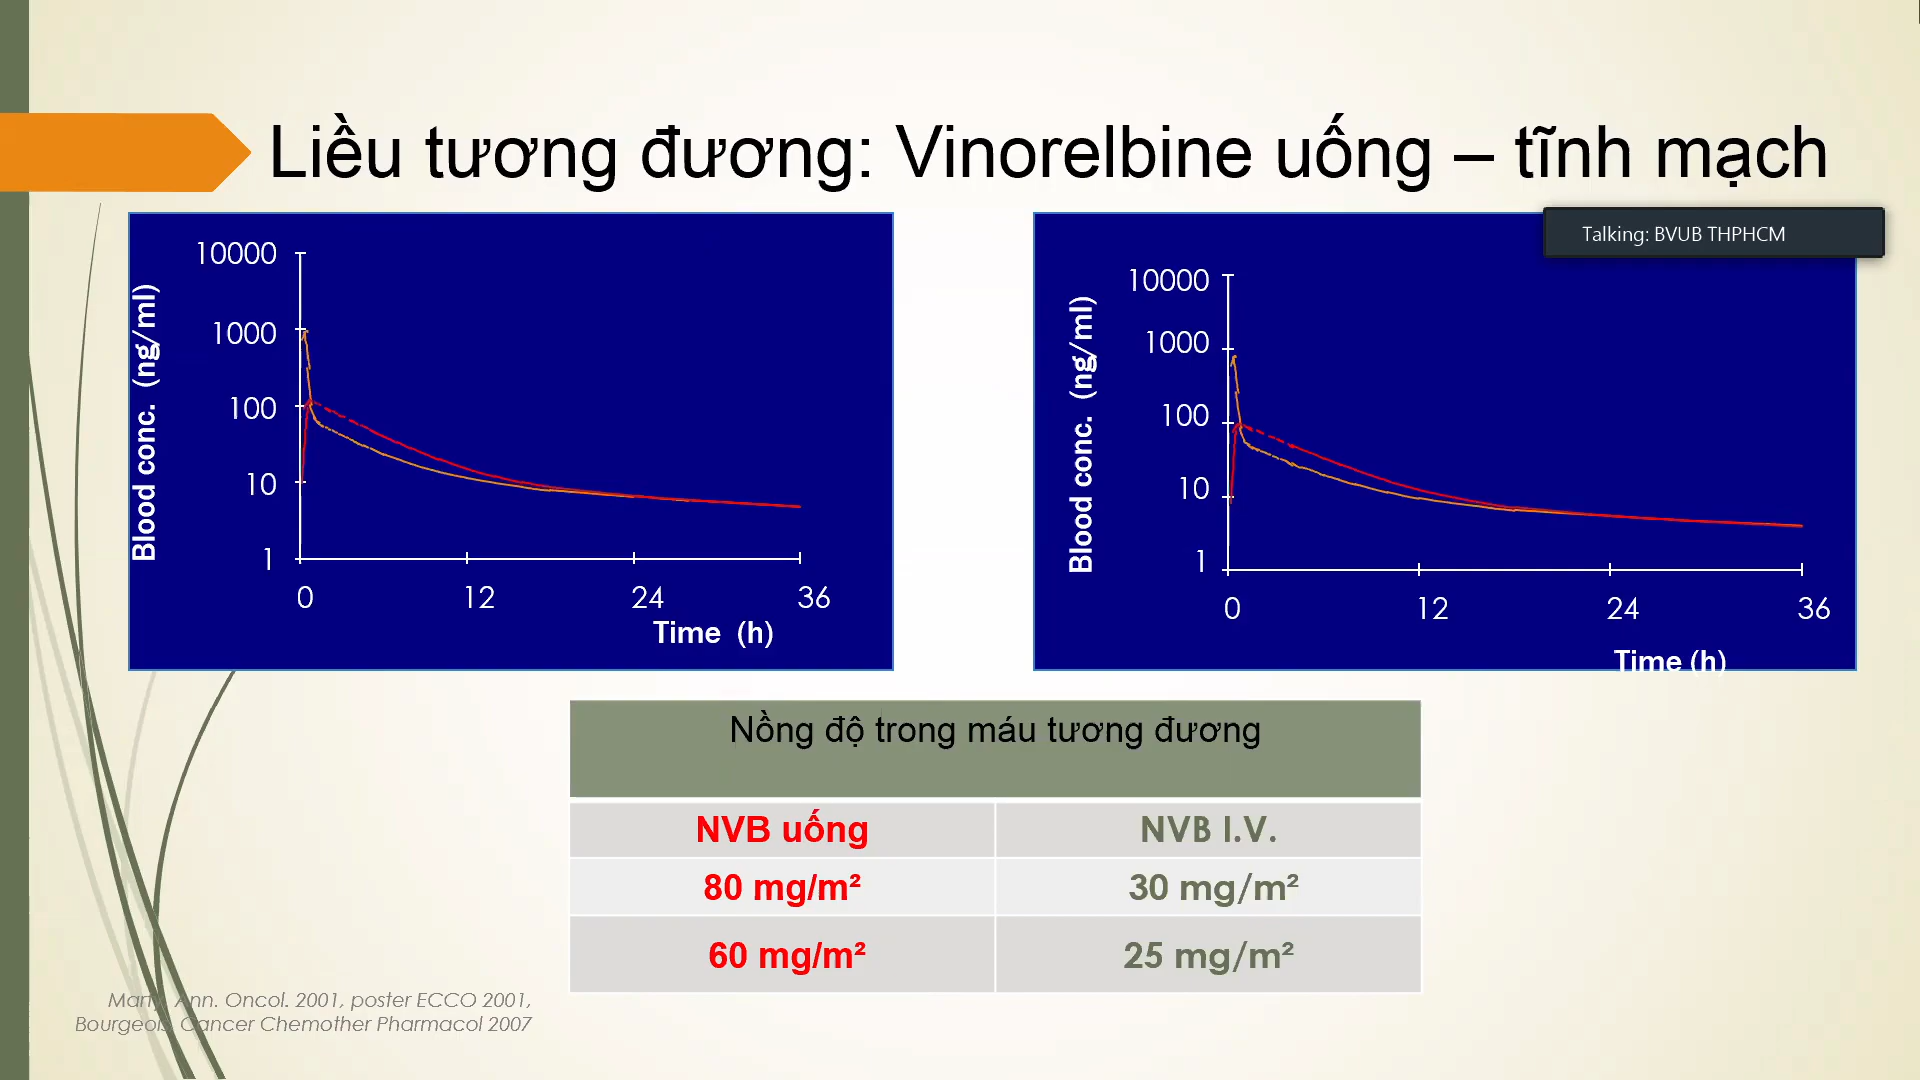 Liều tương đương: Vinorelbine uống – tĩnh mạch
Talking: BVUB THPHCM
Blood conc. (ng/ml)
10000
1000
100
10
1
0 12 24 36
Time (h)
Blood conc. (ng/ml)
10000
1000
100
10
1
0 12 24 36
Time (h)
Nồng độ trong máu tương đương
NVB uống NVB I.V.
80 mg/m² 30 mg/m²
60 mg/m² 25 mg/m²
Ann. Oncol. 2001, poster ECCO 2001,
Bourgeois, Cancer Chemother Pharmacol 2007